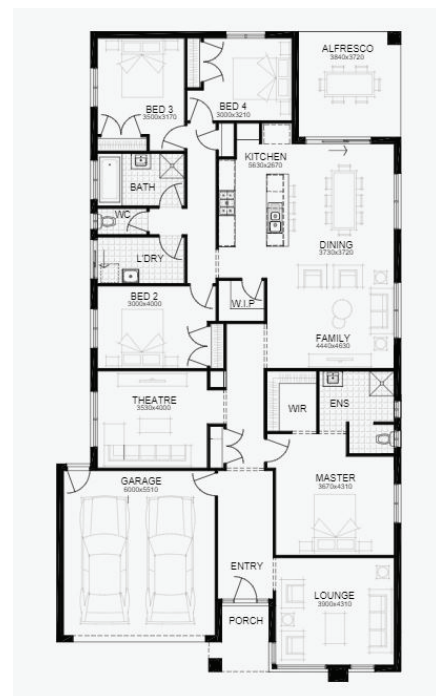 ALFRESCO
3840x3720
BED 3
3500x3170
BED 4
3000x3210
KITCHEN
5630x2670
BATH
WC
DINING
3730x3720
L'DRY
W.I.P
BED 2
3000x4000
FAMILY
4440x4630
THEATRE
3530x4000
WIR
ENS
GARAGE
6000x5510
MASTER
3670x4310
ENTRY
LOUNGE
3900x4310
PORCH